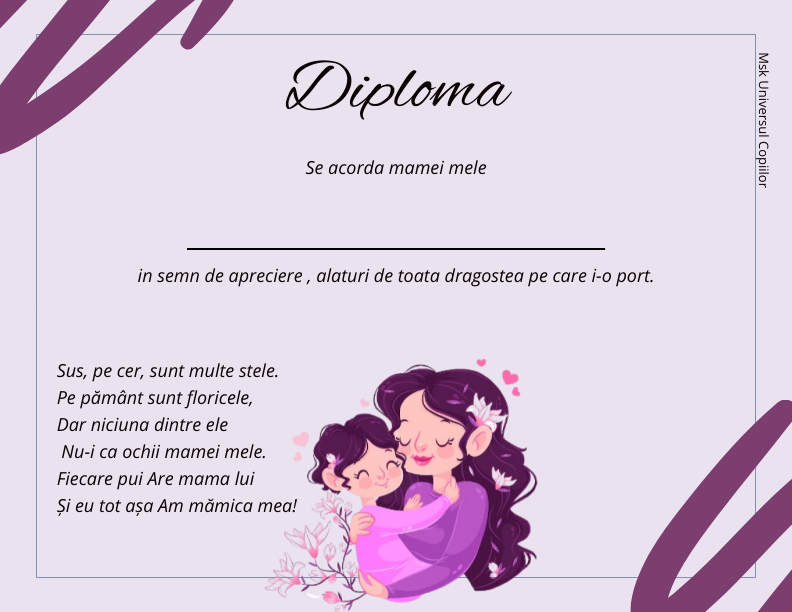 Diploma
Msk Universul Copiilor
Se acorda mamei mele
in semn de apreciere , alaturi de toata dragostea pe care i-o port.
Sus, pe cer, sunt multe stele.
Pe pământ sunt floricele,
Dar niciuna dintre ele
Nu-i ca ochii mamei mele.
Fiecare pui Are mama lui
Și eu tot așa Am mămica mea!